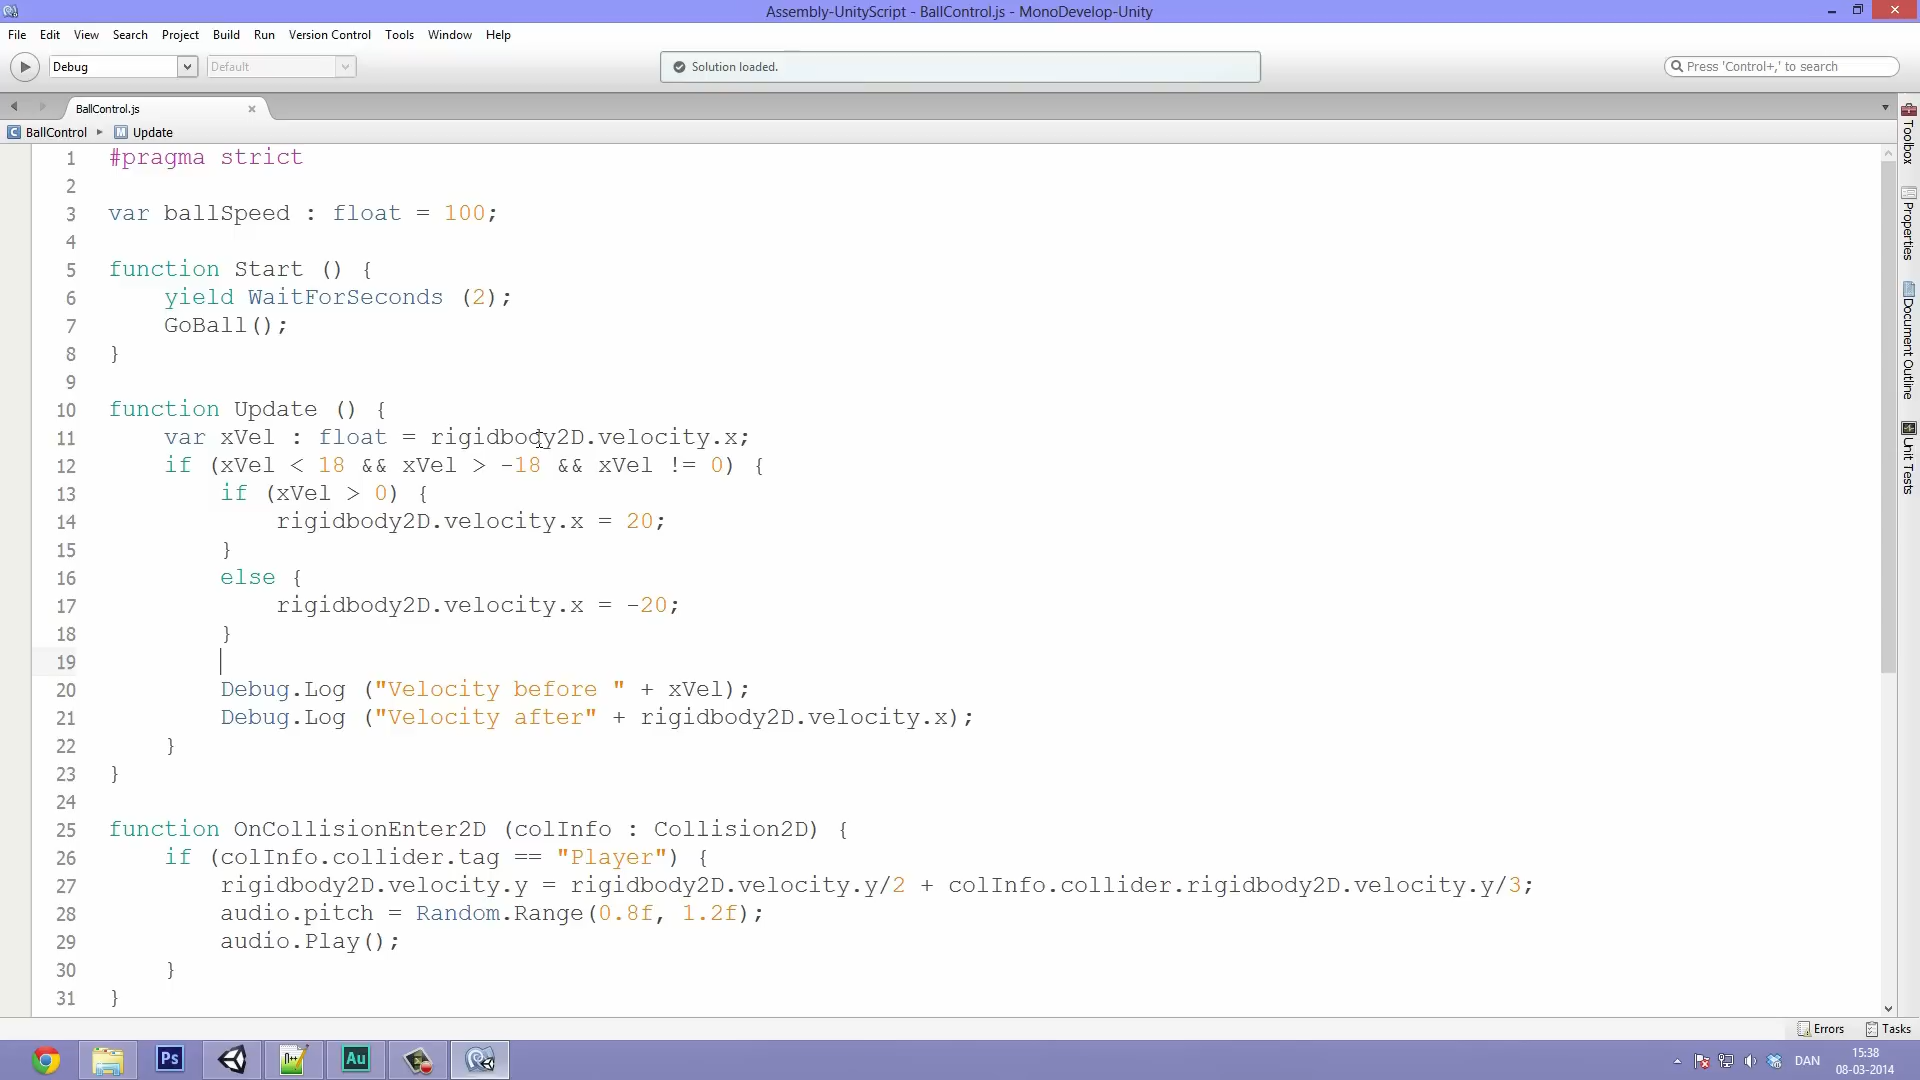 Assembly-UnityScript - BallControl.js - MonoDevelop-Unity
File Edit View Search Project Build Run Version Control Tools Window Help
Debug Default Solution loaded. Press 'Control+,' to search
BallControl.js
BallControl Update
1 #pragma strict
2
3 var ballSpeed : float = 100;
4
5 function Start () {
6 yield WaitForSeconds (2);
7 GoBall();
8 }
9
10 function Update () {
11 var xVel : float = rigidbody2D.velocity.x;
12 if (xVel < 18 && xVel > -18 && xVel != 0) {
13 if (xVel > 0) {
14 rigidbody2D.velocity.x = 20;
15 }
16 else {
17 rigidbody2D.velocity.x = -20;
18 }
19
20 Debug.Log ("Velocity before " + xVel);
21 Debug.Log ("Velocity after" + rigidbody2D.velocity.x);
22 }
23 }
24
25 function OnCollisionEnter2D (colInfo : Collision2D) {
26 if (colInfo.collider.tag == "Player") {
27 rigidbody2D.velocity.y = rigidbody2D.velocity.y/2 + colInfo.collider.rigidbody2D.velocity.y/3;
28 audio.pitch = Random.Range(0.8f, 1.2f);
29 audio.Play();
30 }
31 }
Toolbox
Properties
Document Outline
Unit Tests
Errors Tasks
Ps Au DAN 15:38
08-03-2014